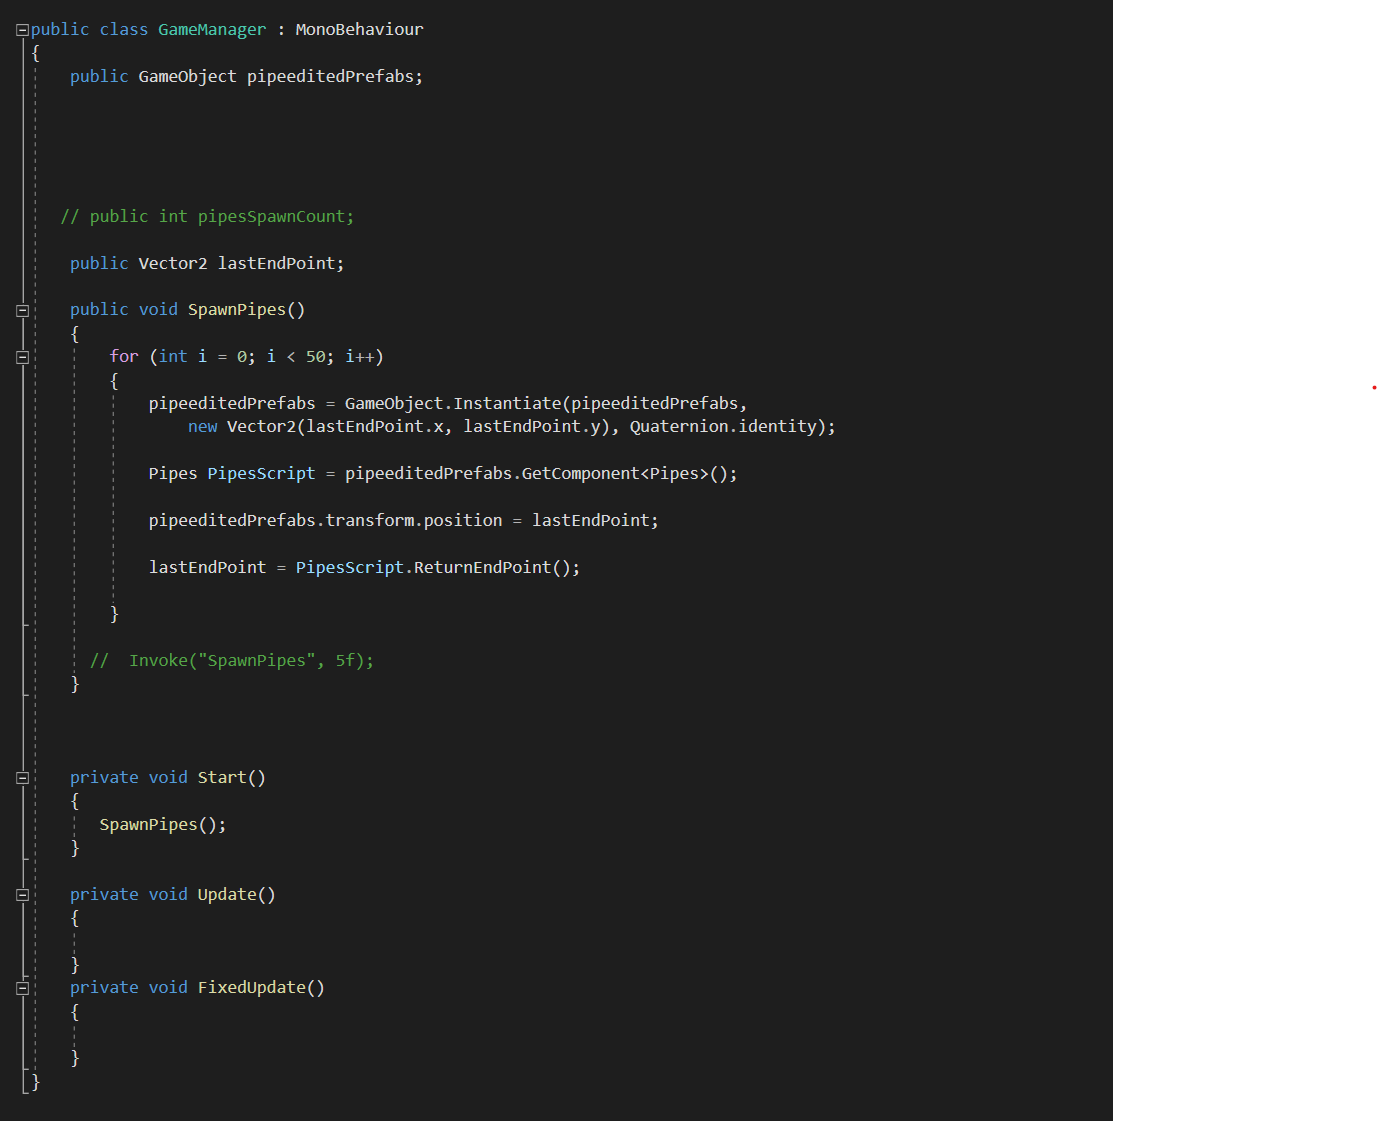 public class GameManager : MonoBehaviour
{
public GameObject pipeeditedPrefabs;
// public int pipesSpawnCount;
public Vector2 lastEndPoint;
public void SpawnPipes()
{
for (int i = 0; i < 50; i++)
{
pipeeditedPrefabs = GameObject.Instantiate(pipeeditedPrefabs,
new Vector2(lastEndPoint.x, lastEndPoint.y), Quaternion.identity);
Pipes PipesScript = pipeeditedPrefabs.GetComponent<Pipes>();
pipeeditedPrefabs.transform.position = lastEndPoint;
lastEndPoint = PipesScript.ReturnEndPoint();
}
//  Invoke("SpawnPipes", 5f);
}
private void Start()
{
SpawnPipes();
}
private void Update()
{
}
private void FixedUpdate()
{
}
}